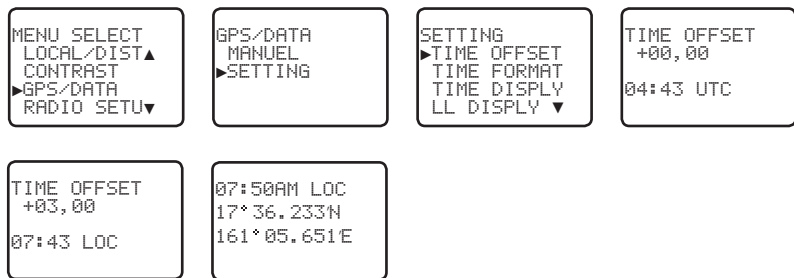 MENU SELECT
LOCAL/DIST▲
CONTRAST
►GPS/DATA
RADIO SETU▼
GPS/DATA
MANUEL
►SETTING
SETTING
►TIME OFFSET
TIME FORMAT
TIME DISPLAY
LL DISPLAY ▼
TIME OFFSET
+00,00
04:43 UTC
TIME OFFSET
+03,00
07:43 LOC
07:50AM LOC
17°36.233'N
161°05.651'E